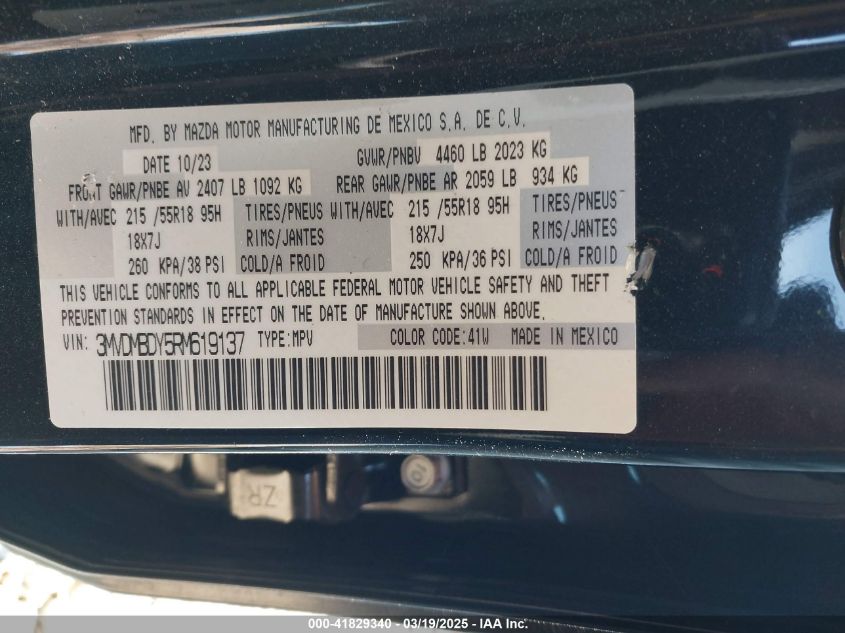 MFD. BY MAZDA MOTOR MANUFACTURING DE MEXICO S.A. DE C.V.
DATE 10/23 GVWR/PNBV 4460 LB 2023 KG
FRONT GAWR/PNBE AV 2407 LB 1092 KG REAR GAWR/PNBE AR 2059 LB 934 KG
WITH/AVEC 215 /55R18 95H TIRES/PNEUS WITH/AVEC 215 /55R18 95H TIRES/PNEUS
18X7J RIMS/JANTES 18X7J RIMS/JANTES
260 KPA/38 PSI COLD/A FROID 250 KPA/36 PSI COLD/A FROID
THIS VEHICLE CONFORMS TO ALL APPLICABLE FEDERAL MOTOR VEHICLE SAFETY AND THEFT
PREVENTION STANDARDS IN EFFECT ON THE DATE OF MANUFACTURE SHOWN ABOVE.
VIN: 3MVDMBDY5RM619137 TYPE:MPV COLOR CODE:41W MADE IN MEXICO
ZR
000-41829340 - 03/19/2025 - IAA Inc.